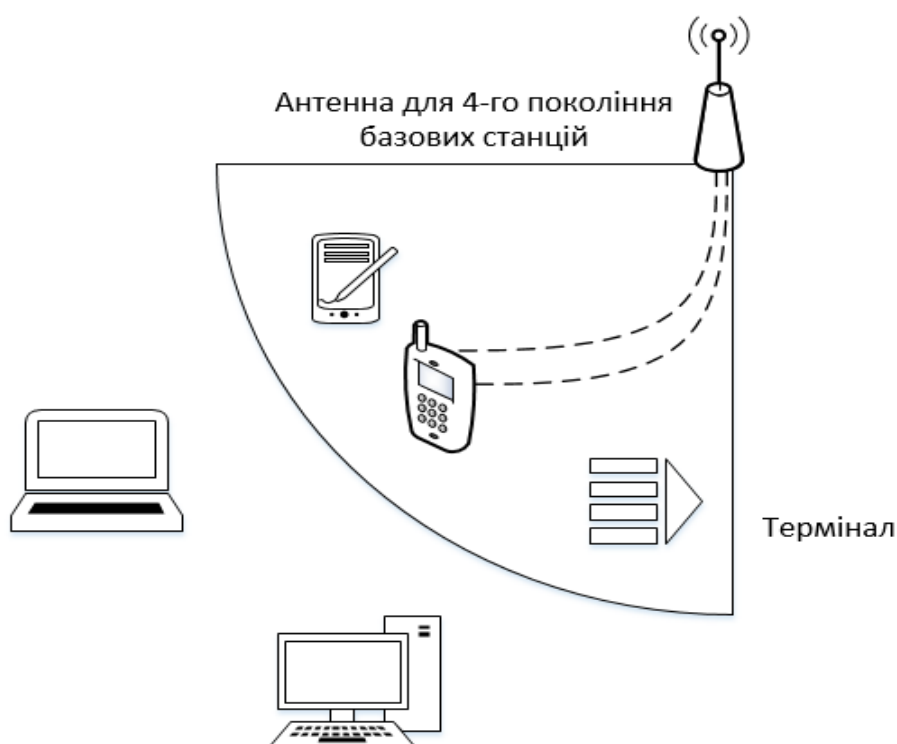 Антенна для 4-го покоління
базових станцій
Термінал